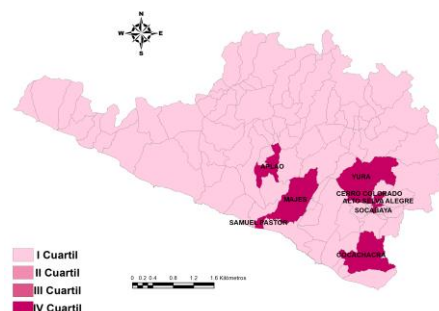 N
W E
S
APLAO
YURA
MAJES
CERRO COLORADO
ALTO SELVA ALEGRE
SOCABAYA
SAMUEL PASTOR
COCACHACRA
I Cuartil
II Cuartil
III Cuartil
IV Cuartil
0 0.2 0.4 0.8 1.2 1.6 Kilómetros